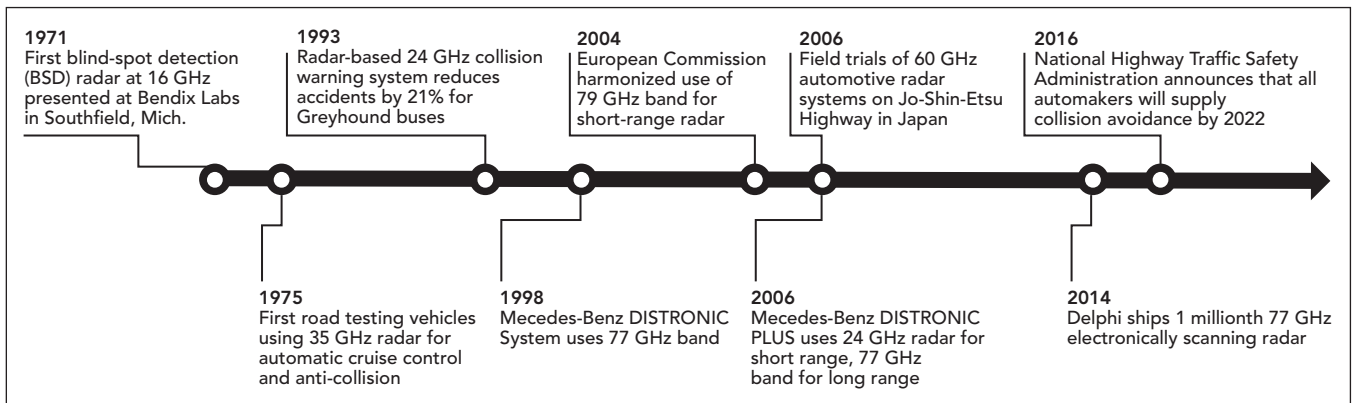 1971
First blind-spot detection
(BSD) radar at 16 GHz
presented at Bendix Labs
in Southfield, Mich.
1993
Radar-based 24 GHz collision
warning system reduces
accidents by 21% for
Greyhound buses
2004
European Commission
harmonized use of
79 GHz band for
short-range radar
2006
Field trials of 60 GHz
automotive radar
systems on Jo-Shin-Etsu
Highway in Japan
2016
National Highway Traffic Safety
Administration announces that all
automakers will supply
collision avoidance by 2022
1975
First road testing vehicles
using 35 GHz radar for
automatic cruise control
and anti-collision
1998
Mecedes-Benz DISTRONIC
System uses 77 GHz band
2006
Mecedes-Benz DISTRONIC
PLUS uses 24 GHz radar for
short range, 77 GHz
band for long range
2014
Delphi ships 1 millionth 77 GHz
electronically scanning radar